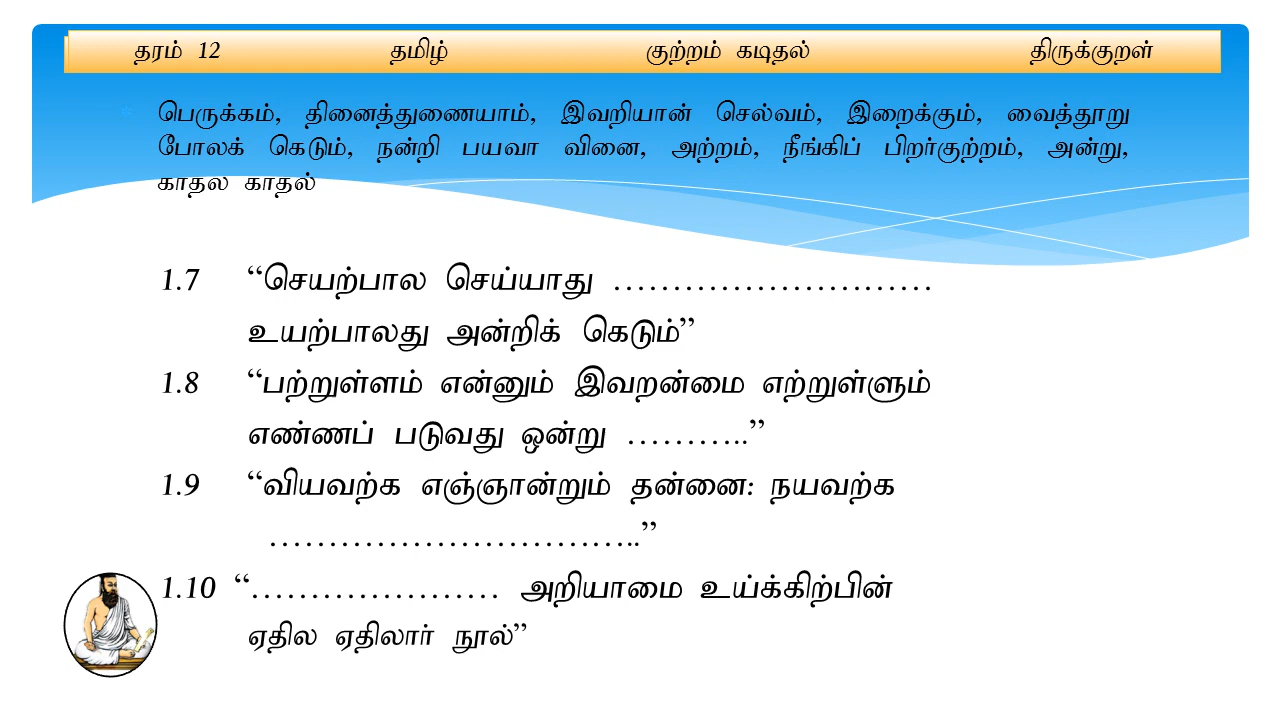 தரம் 12 தமிழ் குற்றம் கடிதல் திருக்குறள்
பெருக்கம், தினைத்துணையாம், இவறியான் செல்வம், இறைக்கும், வைத்தூறு
போலக் கெடும், நன்றி பயவா வினை, அற்றம், நீங்கிப் பிறர்குற்றம், அன்று,
காதல காதல்
1.7 “செயற்பால செய்யாது ………………………
உயற்பாலது அன்றிக் கெடும்”
1.8 “பற்றுள்ளம் என்னும் இவறன்மை எற்றுள்ளும்
எண்ணப் படுவது ஒன்று ………..”
1.9 “வியவற்க எஞ்ஞான்றும் தன்னை: நயவற்க
…………………………..”
1.10 “………………… அறியாமை உய்க்கிற்பின்
ஏதில ஏதிலார் நூல்”